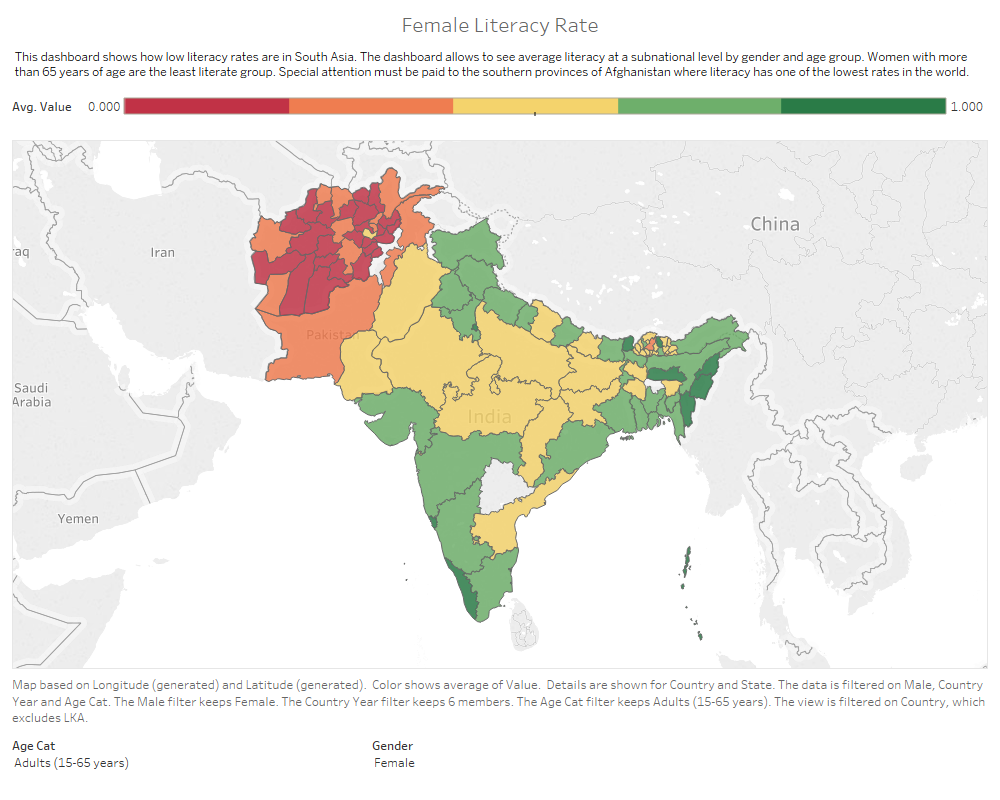 Female Literacy Rate
This dashboard shows how low literacy rates are in South Asia. The dashboard allows to see average literacy at a subnational level by gender and age group. Women with more
than 65 years of age are the least literate group. Special attention must be paid to the southern provinces of Afghanistan where literacy has one of the lowest rates in the world.
Avg. Value 0.000 1.000
China
aq
Iran
Pakistan
Saudi
Arabia
India
Yemen
Map based on Longitude (generated) and Latitude (generated). Color shows average of Value. Details are shown for Country and State. The data is filtered on Male, Country
Year and Age Cat. The Male filter keeps Female. The Country Year filter keeps 6 members. The Age Cat filter keeps Adults (15-65 years). The view is filtered on Country, which
excludes LKA.
Age Cat Gender
Adults (15-65 years) Female